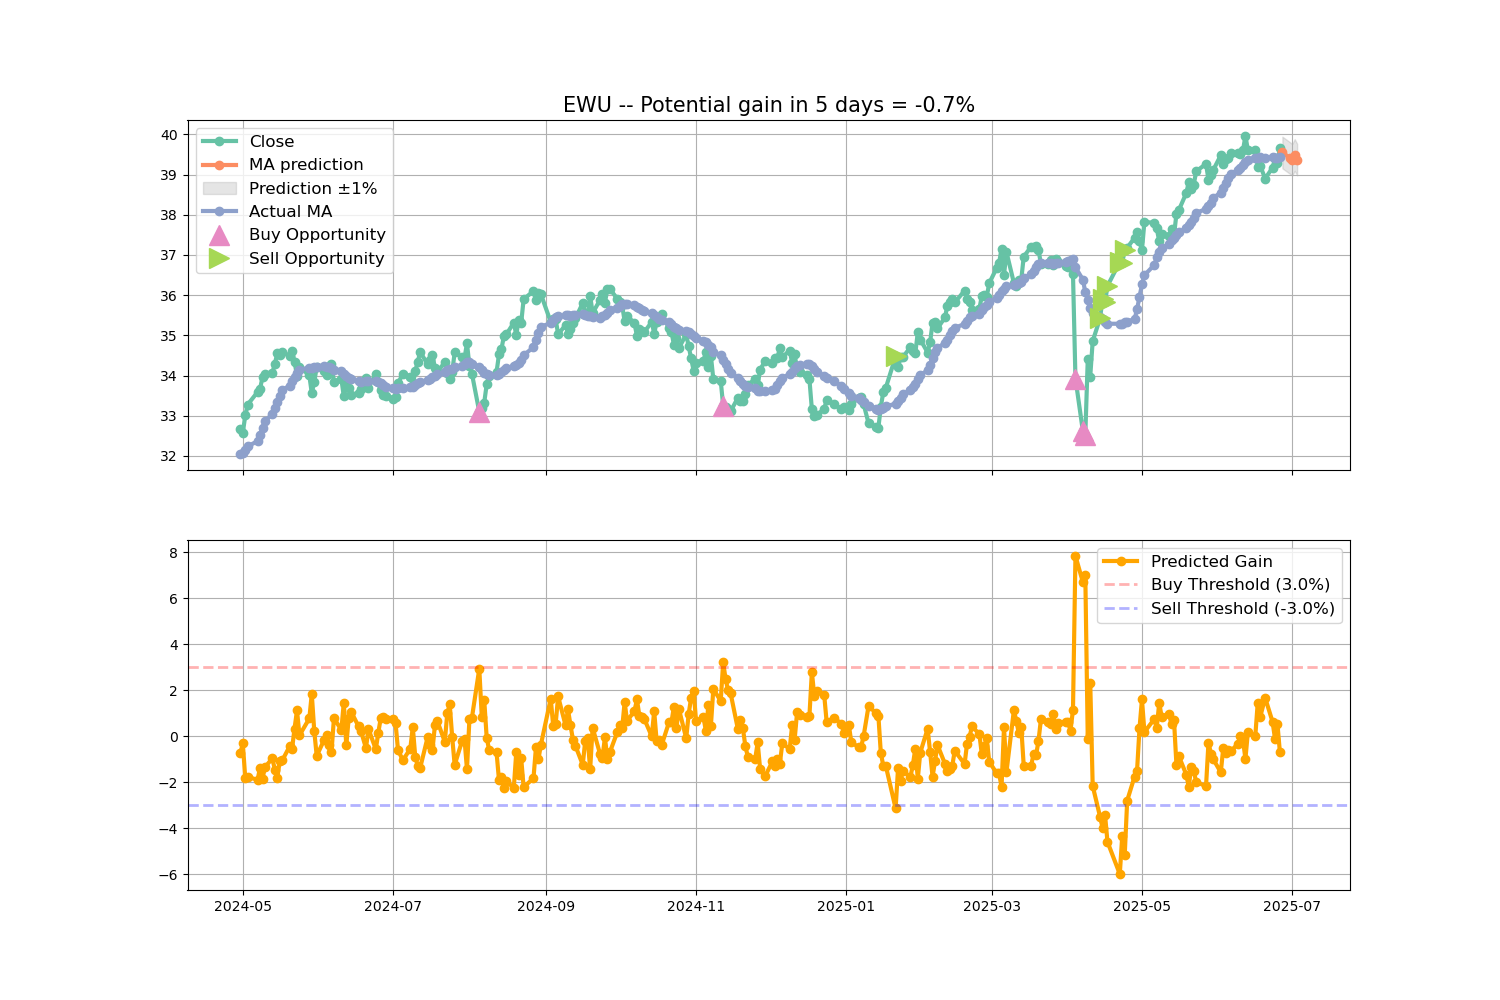 EWU -- Potential gain in 5 days = -0.7%
40
39
38
37
36
35
34
33
32
Close
MA prediction
Prediction ±1%
Actual MA
Buy Opportunity
Sell Opportunity
8
6
4
2
0
−2
−4
−6
Predicted Gain
Buy Threshold (3.0%)
Sell Threshold (-3.0%)
2024-05 2024-07 2024-09 2024-11 2025-01 2025-03 2025-05 2025-07